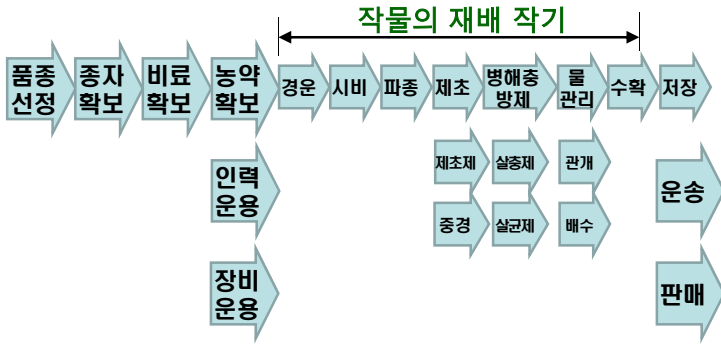 작물의 재배 작기
품종
선정
종자
확보
비료
확보
농약
확보
경운
시비
파종
제초
병해충
방제
물
관리
수확
저장
제초제
살충제
관개
인력
운용
운송
중경
살균제
배수
장비
운용
판매